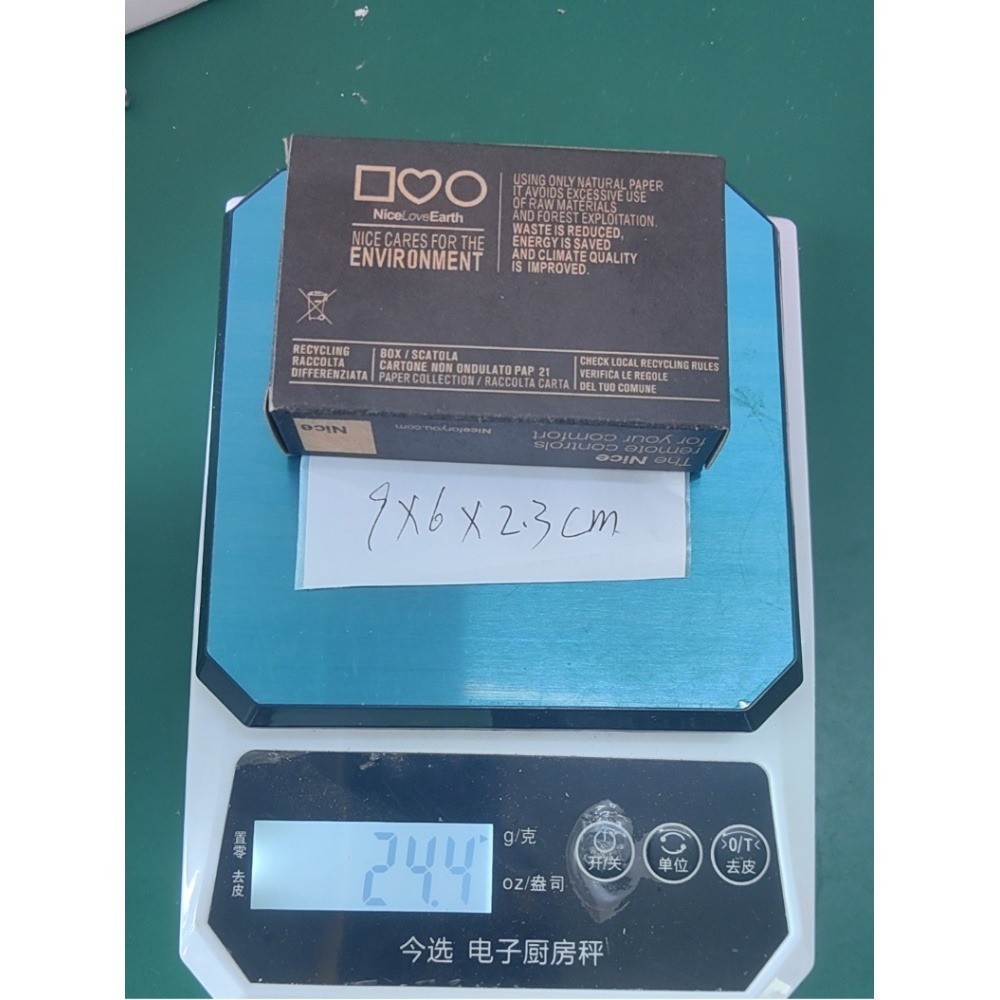 NiceLoveEarth
NICE CARES FOR THE
ENVIRONMENT
USING ONLY NATURAL PAPER
IT AVOIDS EXCESSIVE USE
OF RAW MATERIALS
AND FOREST EXPLOITATION.
WASTE IS REDUCED,
ENERGY IS SAVED
AND CLIMATE QUALITY
IS IMPROVED.
RECYCLING
RACCOLTA
DIFFERENZIATA
BOX / SCATOLA
CARTONE NON ONDULATO PAP 21
PAPER COLLECTION / RACCOLTA CARTA
CHECK LOCAL RECYCLING RULES
VERIFICA LE REGOLE
DEL TUO COMUNE
The Nice
remote controls
for your comfort
Niceforyou.com
Nice
9X6X2.3cm
置零 去皮
24.4
g/克
oz/盎司
开/关
单位
>0/T<
去皮
今选 电子厨房秤